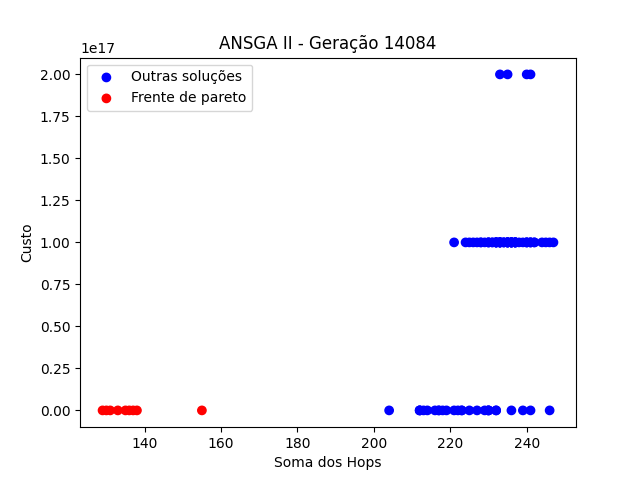 ANSGA II - Geração 14084
1e17
Outras soluções
Frente de pareto
2.00
1.75
1.50
1.25
1.00
0.75
0.50
0.25
0.00
Custo
140 160 180 200 220 240
Soma dos Hops